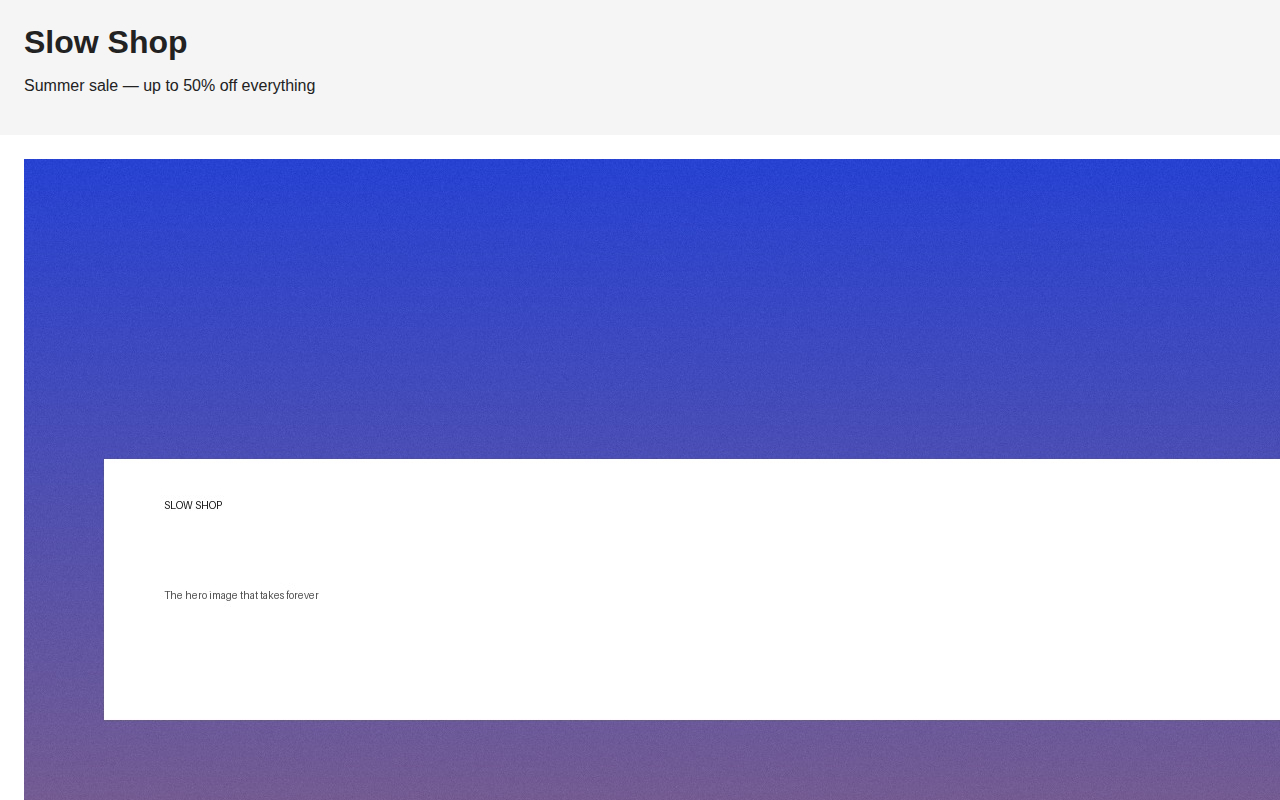 Slow Shop
Summer sale — up to 50% off everything
SLOW SHOP
The hero image that takes forever